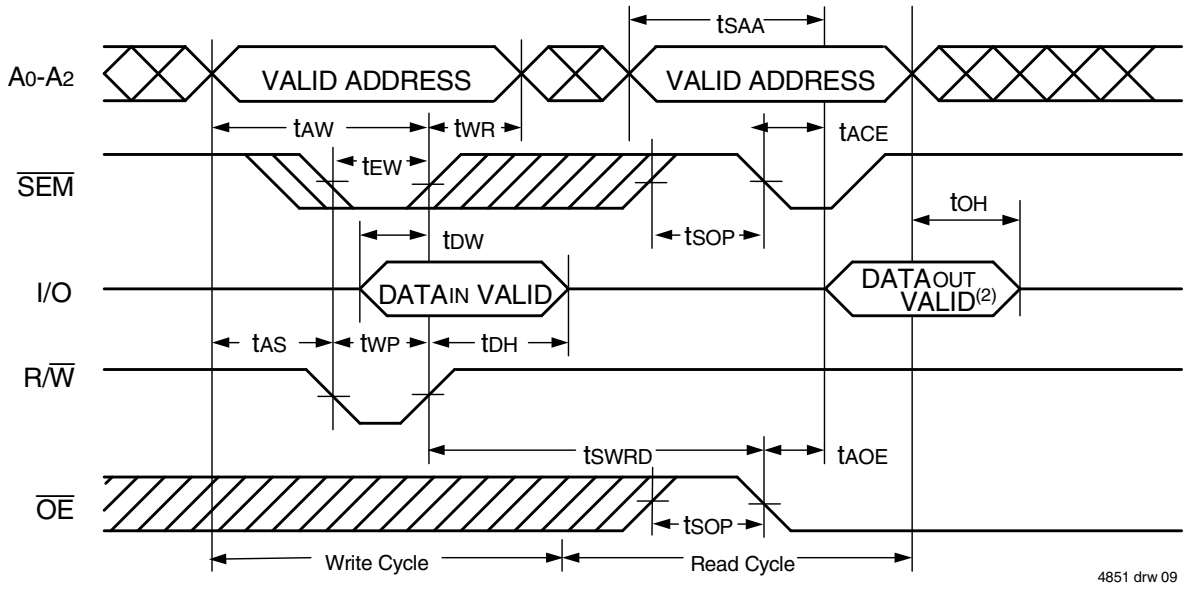 tSAA
A0-A2
VALID ADDRESS
VALID ADDRESS
tAW
tWR
tACE
tEW
SEM
tSOP
tOH
tDW
I/O
DATAIN VALID
DATAOUT
VALID(2)
tAS
tWP
tDH
R/W
tSWRD
tAOE
OE
tSOP
Write Cycle
Read Cycle
4851 drw 09